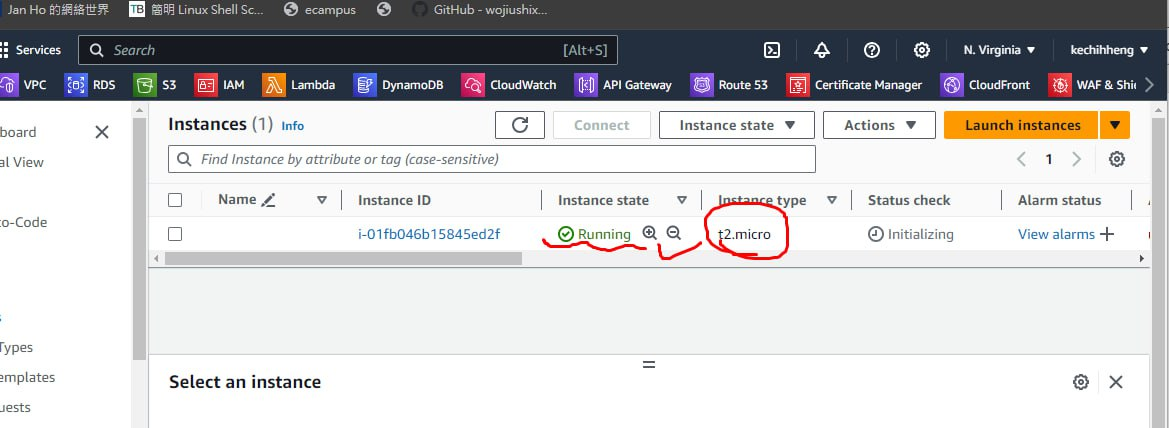 Jan Ho 的網絡世界 簡明 Linux Shell Sc... ecampus GitHub - wojiushix...
Services Search [Alt+S] N. Virginia kechihheng
VPC RDS S3 IAM Lambda DynamoDB CloudWatch API Gateway Route 53 Certificate Manager CloudFront WAF & Shi
board Instances (1) Info Connect Instance state Actions Launch instances
al View Find Instance by attribute or tag (case-sensitive) 1
Name Instance ID Instance state Instance type Status check Alarm status
to-Code
i-01fb046b15845ed2f Running t2.micro Initializing View alarms
Types
emplates Select an instance
uests